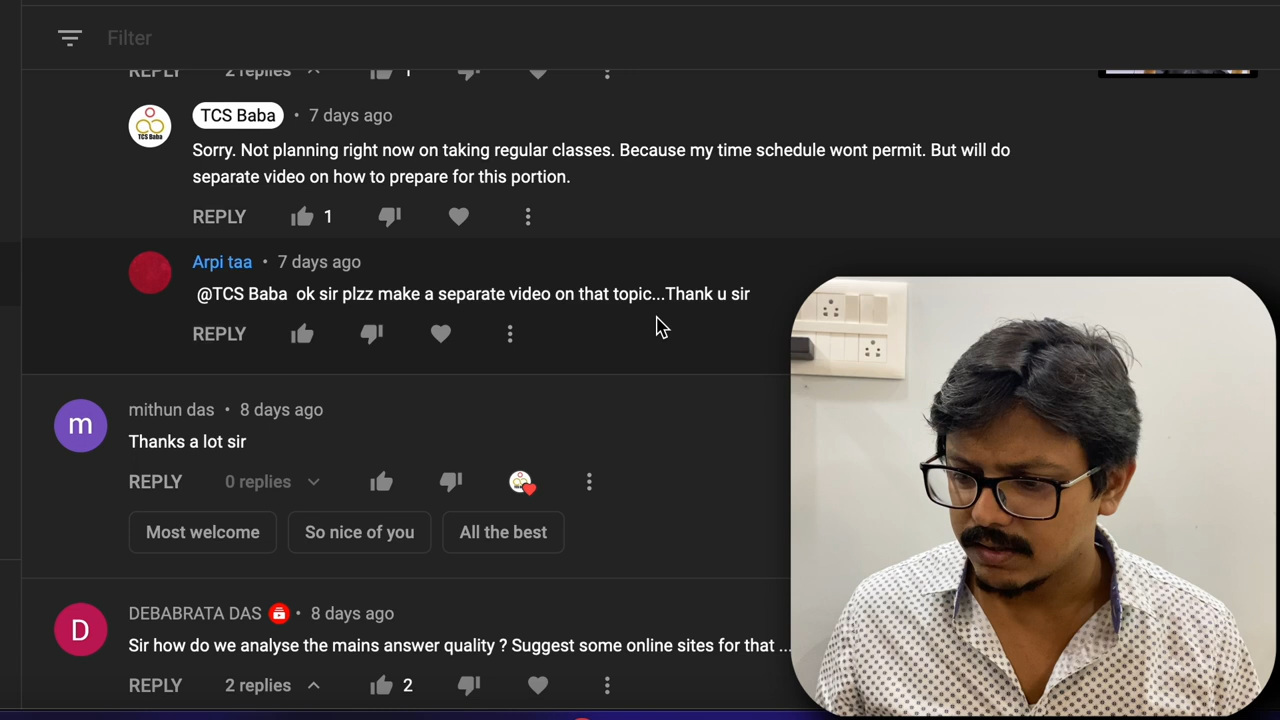 Filter
REPLY 2 replies 1
TCS Baba • 7 days ago
Sorry. Not planning right now on taking regular classes. Because my time schedule wont permit. But will do
separate video on how to prepare for this portion.
REPLY 1
Arpi taa • 7 days ago
@TCS Baba ok sir plzz make a separate video on that topic...Thank u sir
REPLY
m
mithun das • 8 days ago
Thanks a lot sir
REPLY 0 replies
Most welcome So nice of you All the best
D
DEBABRATA DAS • 8 days ago
Sir how do we analyse the mains answer quality ? Suggest some online sites for that ...
REPLY 2 replies 2